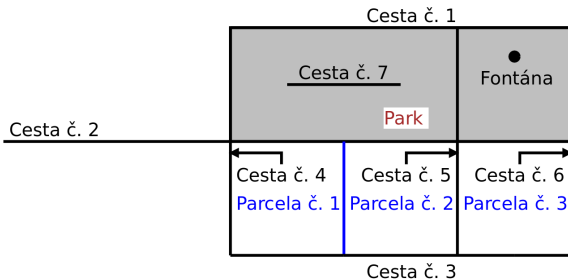 Cesta č. 1
Cesta č. 7
Fontána
Park
Cesta č. 2
Cesta č. 4
Cesta č. 5
Cesta č. 6
Parcela č. 1
Parcela č. 2
Parcela č. 3
Cesta č. 3